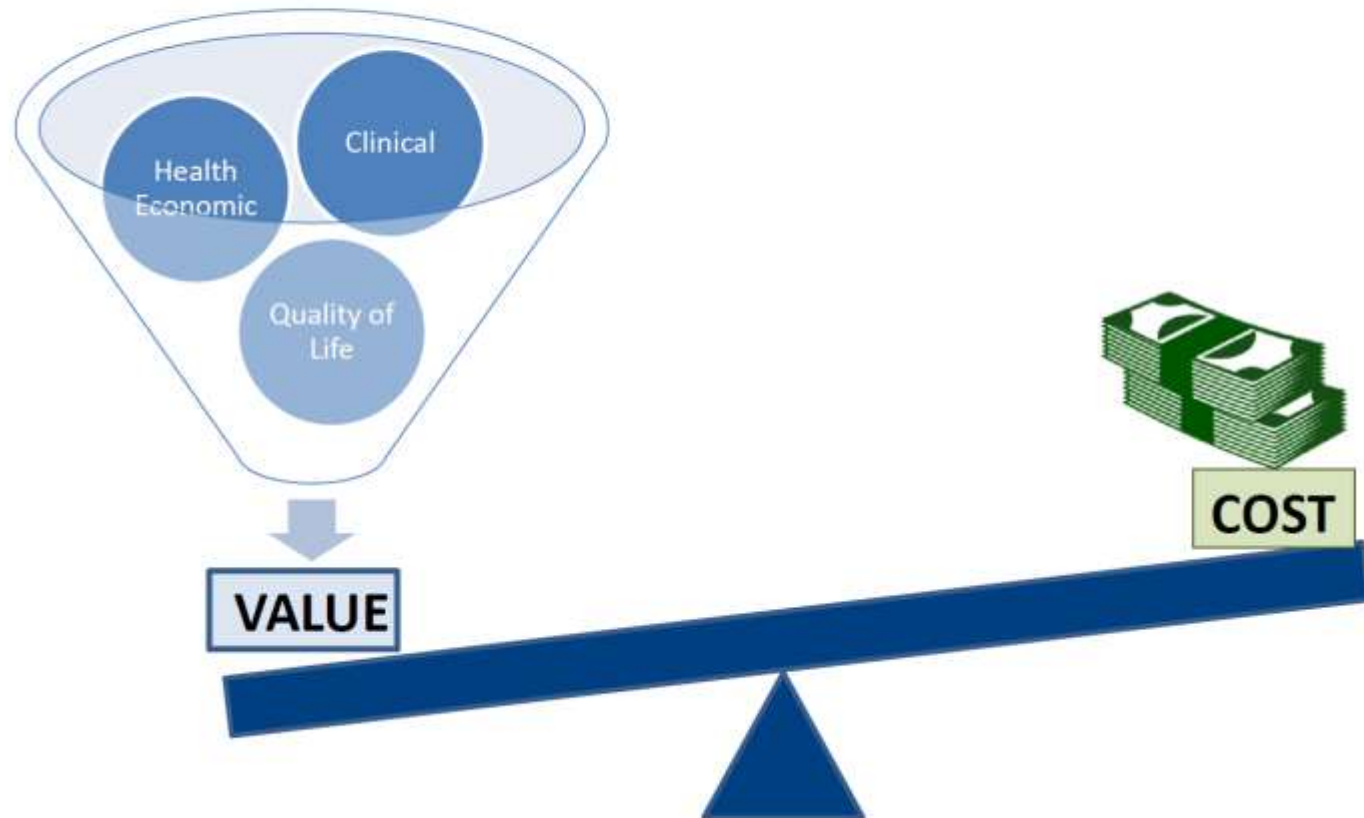 Clinical
Health
Economic
Quality of
Life
VALUE
COST